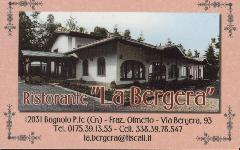 Ristorante "La Bergera"
12031 Bagnolo P.te (Cn) - Fraz. Olmetto - Via Bergera, 93
Tel. 0175.39.13.55 - Cell. 338.39.78.547
la.bergera@tiscali.it